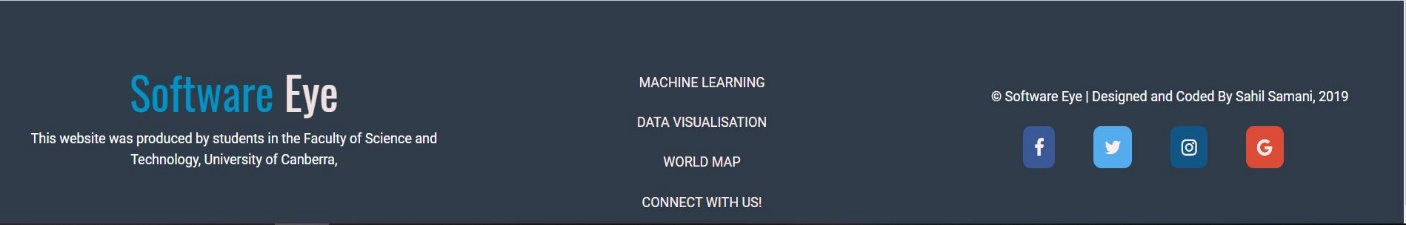 Software Eye
This website was produced by students in the Faculty of Science and
Technology, University of Canberra,
MACHINE LEARNING
DATA VISUALISATION
WORLD MAP
CONNECT WITH US!
© Software Eye | Designed and Coded By Sahil Samani, 2019